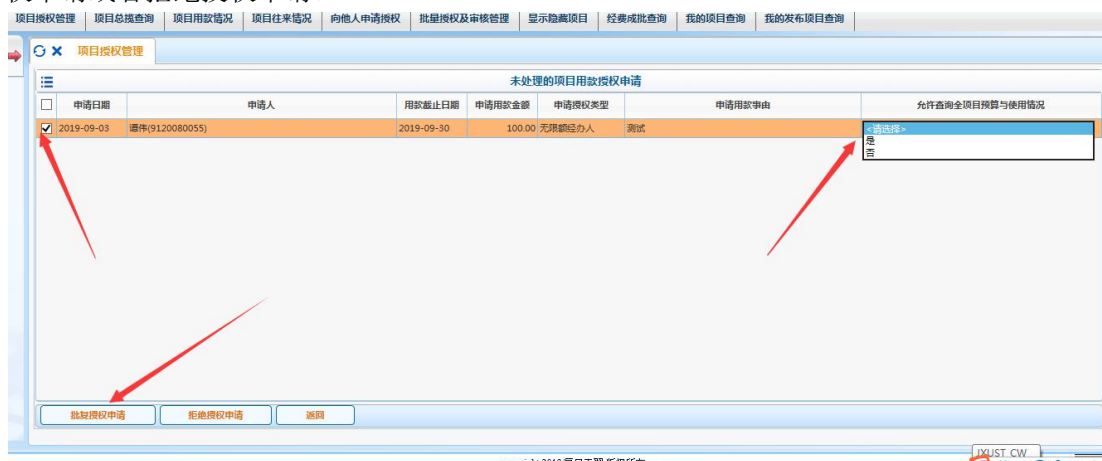 项目授权管理 项目总揽查询 项目用款情况 项目往来情况 向他人申请授权 批量授权及审核管理 显示隐藏项目 经费成批查询 我的项目查询 我的发布项目查询
项目授权管理
未处理的项目用款授权申请
申请日期 申请人 用款截止日期 申请用款金额 申请授权类型 申请用款事由 允许查询全项目预算与使用情况
2019-09-03 谭伟(9120080055) 2019-09-30 100.00 无限额经办人 测试 <请选择>
是
否
批复授权申请 拒绝授权申请 返回
JXUST CW